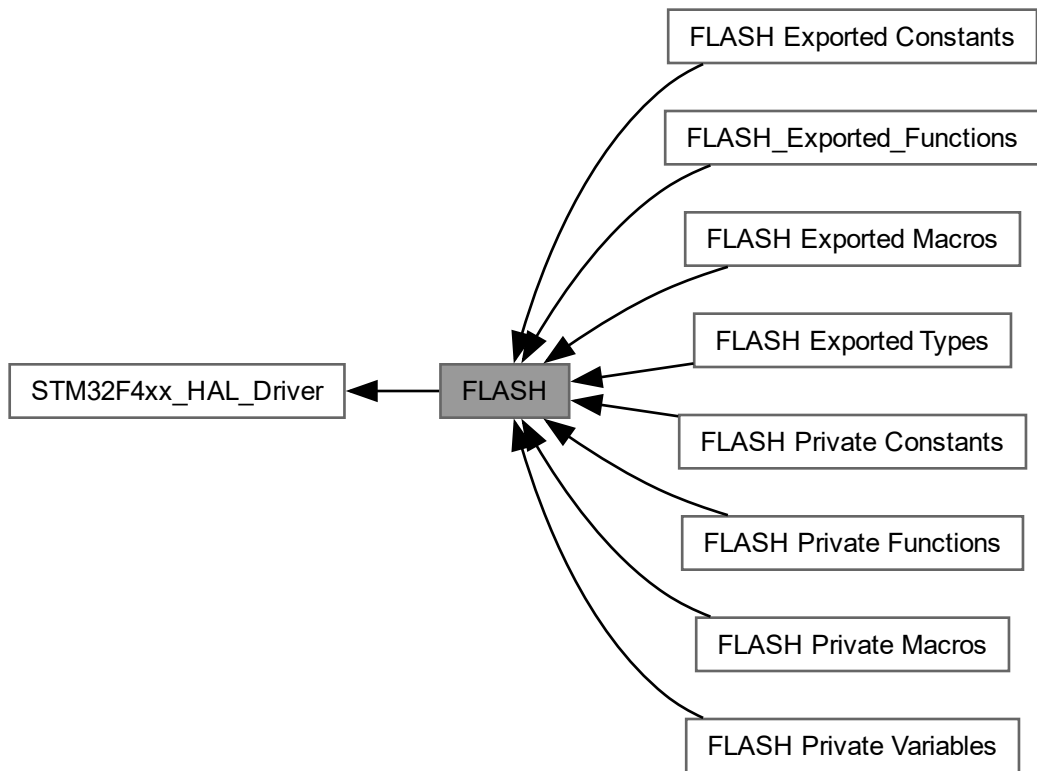 FLASH Exported Constants
FLASH_Exported_Functions
FLASH Exported Macros
FLASH Exported Types
STM32F4xx_HAL_Driver
FLASH
FLASH Private Constants
FLASH Private Functions
FLASH Private Macros
FLASH Private Variables